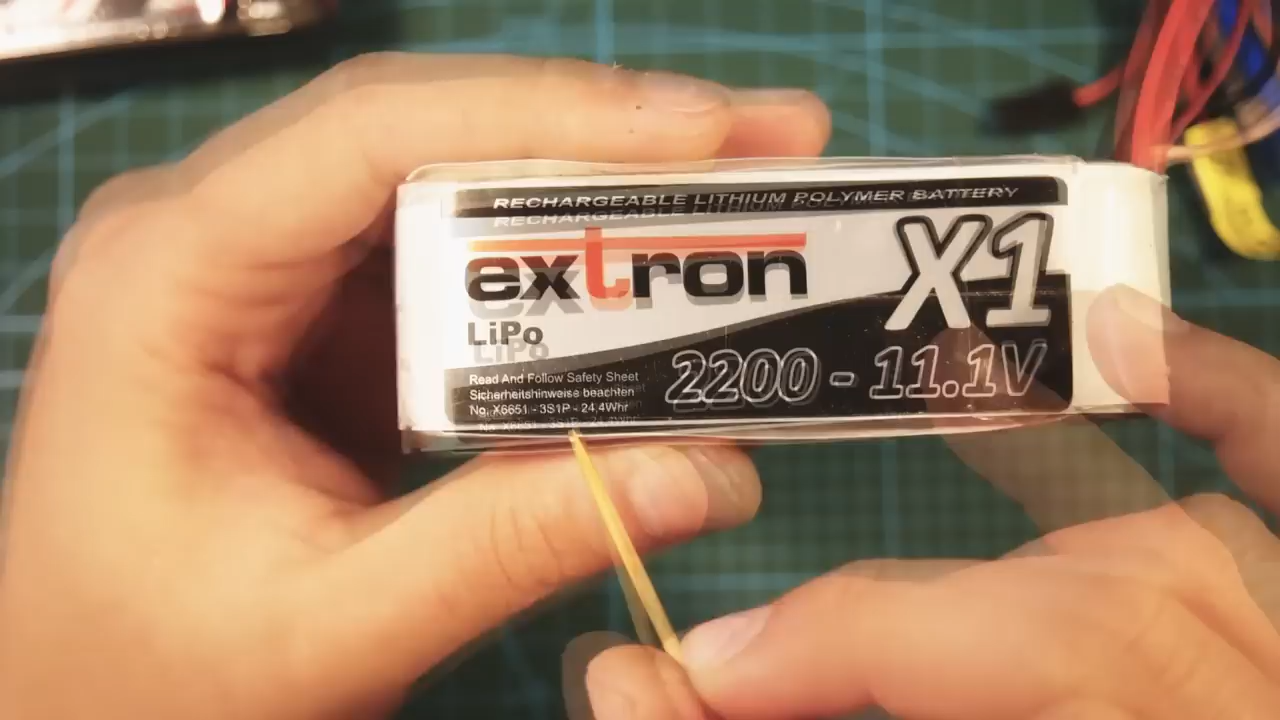 RECHARGEABLE LITHIUM POLYMER BATTERY
extron
X1
LiPo
2200 - 11.1V
Read And Follow Safety Sheet
Sicherheitshinweise beachten
No. X6651 - 3S1P - 24,4Whr